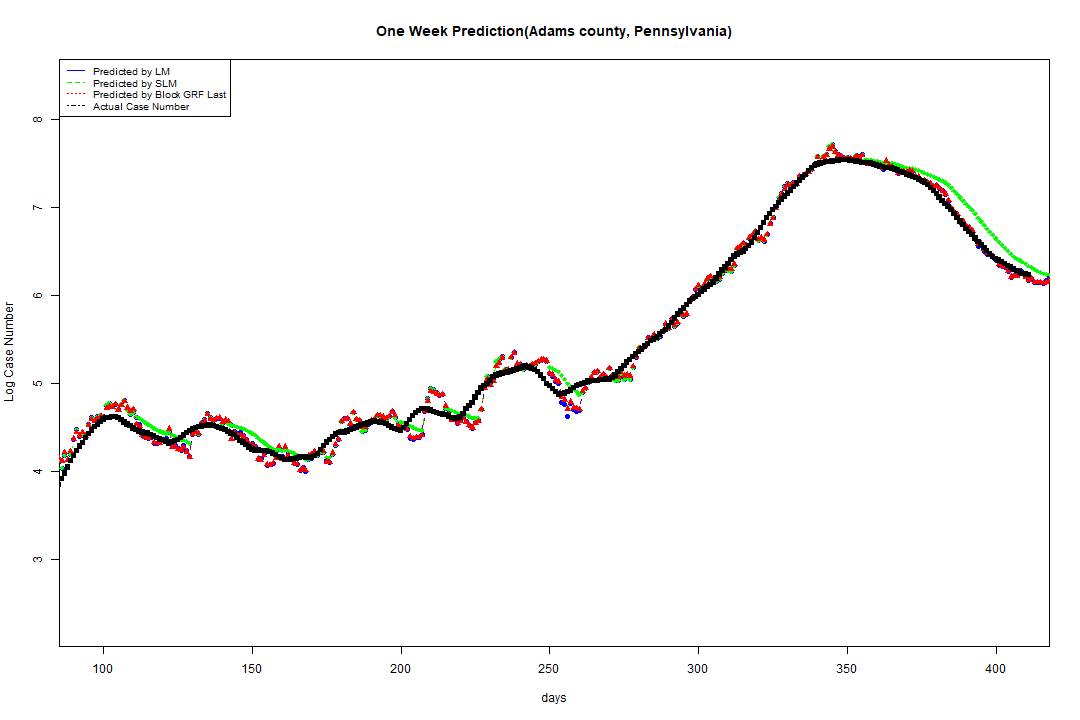 One Week Prediction(Adams county, Pennsylvania)
Predicted by LM
Predicted by SLM
Predicted by Block GRF Last
Actual Case Number
8
7
6
5
4
3
Log Case Number
100 150 200 250 300 350 400
days